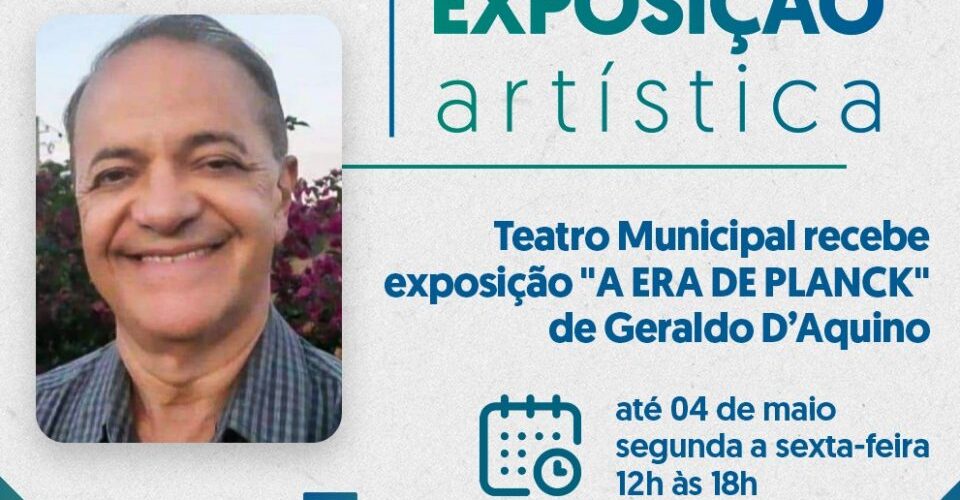 EXPOSIÇÃO
artística
Teatro Municipal recebe
exposição "A ERA DE PLANCK"
de Geraldo D’Aquino
até 04 de maio
segunda a sexta-feira
12h às 18h